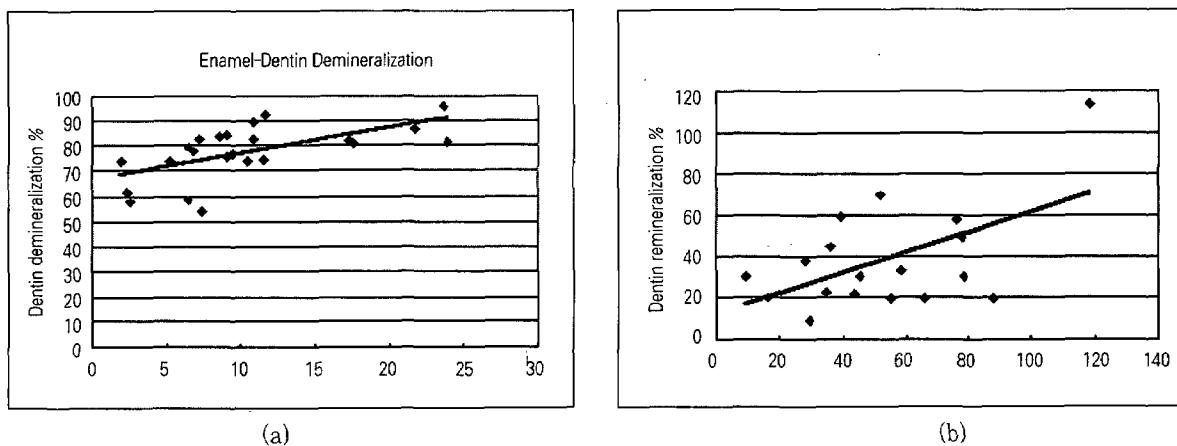 Enamel-Dentin Demineralization
Dentin demineralization %
100
90
80
70
60
50
40
30
20
10
0
0 5 10 15 20 25 30
(a)
Dentin remineralization %
120
100
80
60
40
20
0
0 20 40 60 80 100 120 140
(b)